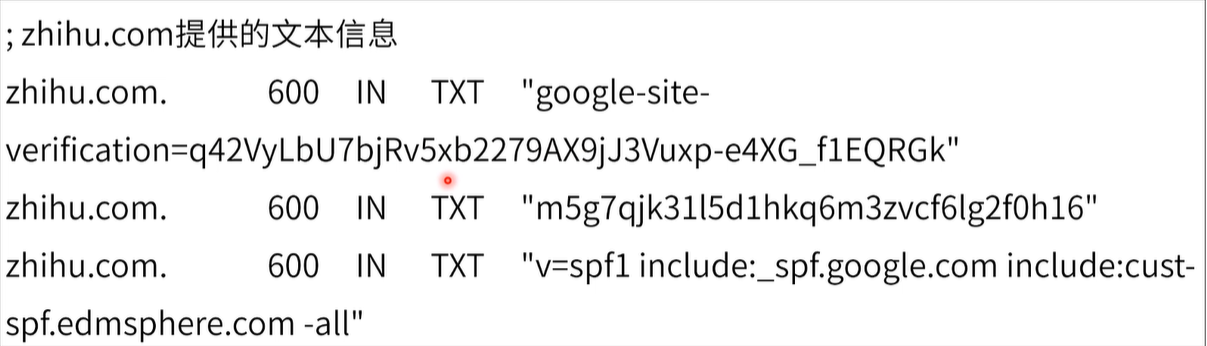 ; zhihu.com提供的文本信息
zhihu.com. 600 IN TXT "google-site-
verification=q42VyLbU7bjRv5xb2279AX9jJ3Vuxp-e4XG_f1EQRGk"
zhihu.com. 600 IN TXT "m5g7qjk31l5d1hkq6m3zvcf6lg2f0h16"
zhihu.com. 600 IN TXT "v=spf1 include:_spf.google.com include:cust-
spf.edmsphere.com -all"